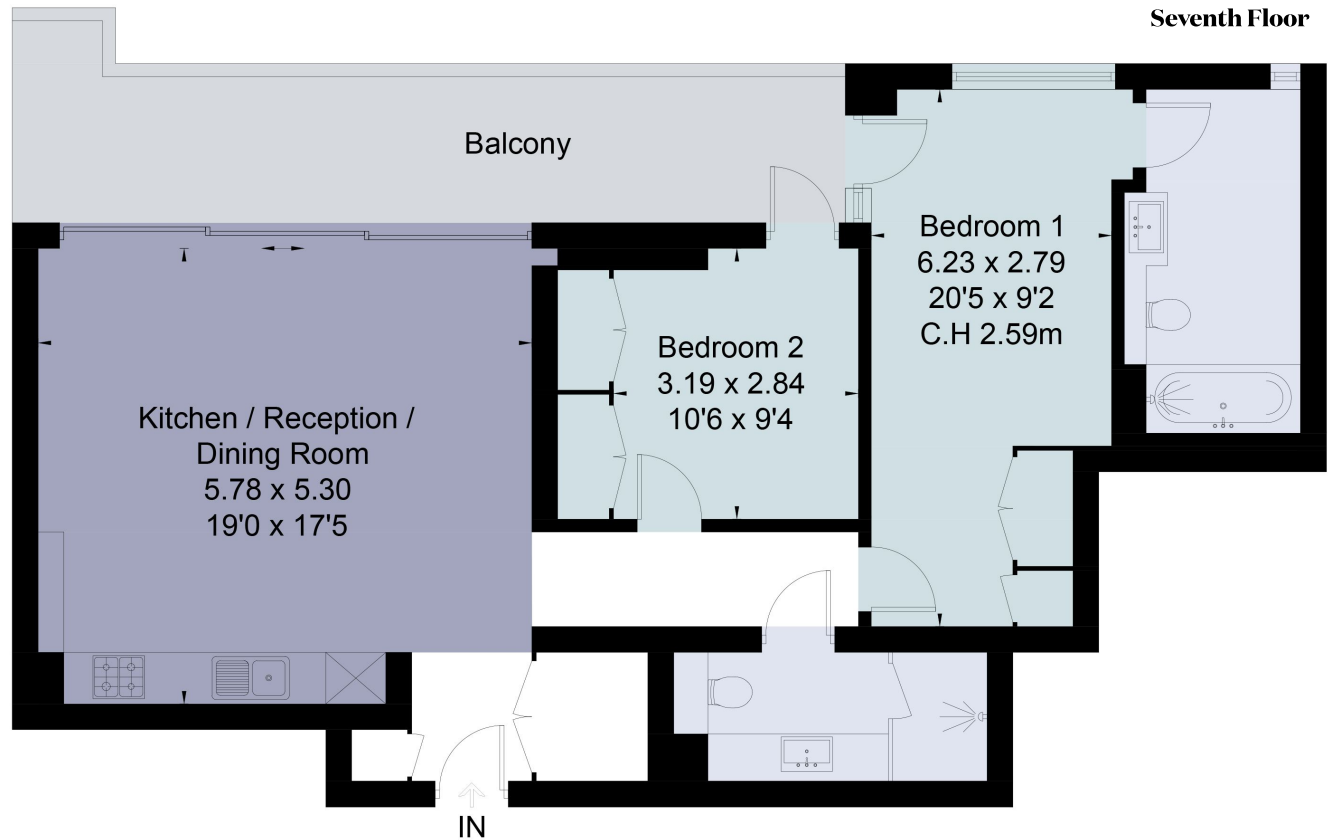 Seventh Floor
Balcony
Bedroom 1
6.23 x 2.79
20'5 x 9'2
C.H 2.59m
Bedroom 2
3.19 x 2.84
10'6 x 9'4
Kitchen / Reception /
Dining Room
5.78 x 5.30
19'0 x 17'5
IN